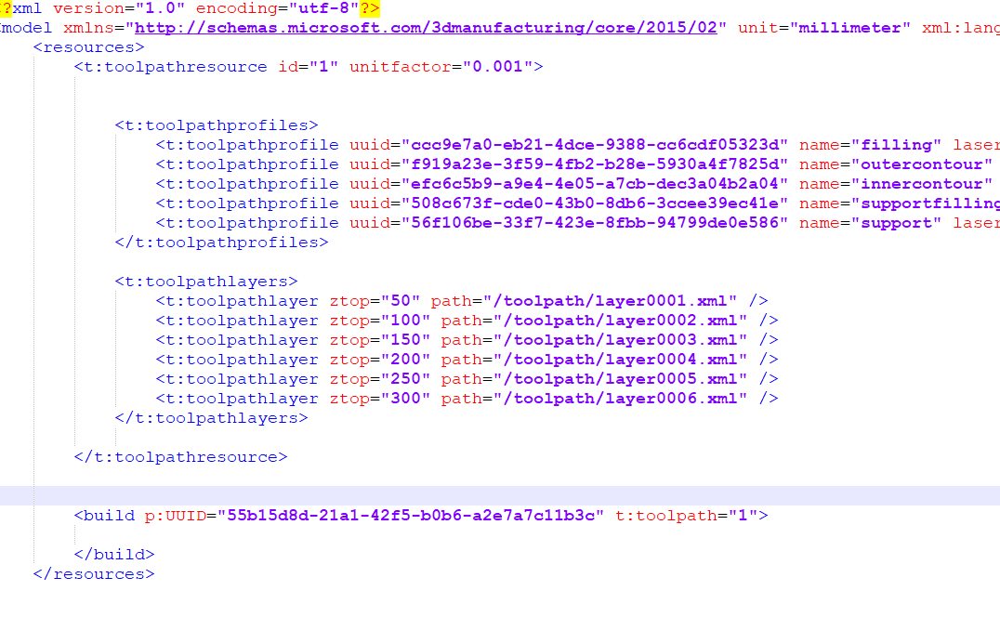 ?xml version="1.0" encoding="utf-8"?>
model xmlns="http://schemas.microsoft.com/3dmanufacturing/core/2015/02" unit="millimeter" xml:lang
<resources>
<t:toolpathresource id="1" unitfactor="0.001">
<t:toolpathprofiles>
<t:toolpathprofile uuid="ccc9e7a0-eb21-4dce-9388-cc6cdf05323d" name="filling" laser
<t:toolpathprofile uuid="f919a23e-3f59-4fb2-b28e-5930a4f7825d" name="outercontour"
<t:toolpathprofile uuid="efc6c5b9-a9e4-4e05-a7cb-dec3a04b2a04" name="innercontour"
<t:toolpathprofile uuid="508c673f-cde0-43b0-8db6-3ccee39ec41e" name="supportfilling
<t:toolpathprofile uuid="56f106be-33f7-423e-8fbb-94799de0e586" name="support" laser
</t:toolpathprofiles>
<t:toolpathlayers>
<t:toolpathlayer ztop="50" path="/toolpath/layer0001.xml" />
<t:toolpathlayer ztop="100" path="/toolpath/layer0002.xml" />
<t:toolpathlayer ztop="150" path="/toolpath/layer0003.xml" />
<t:toolpathlayer ztop="200" path="/toolpath/layer0004.xml" />
<t:toolpathlayer ztop="250" path="/toolpath/layer0005.xml" />
<t:toolpathlayer ztop="300" path="/toolpath/layer0006.xml" />
</t:toolpathlayers>
</t:toolpathresource>
<build p:UUID="55b15d8d-21a1-42f5-b0b6-a2e7a7c11b3c" t:toolpath="1">
</build>
</resources>